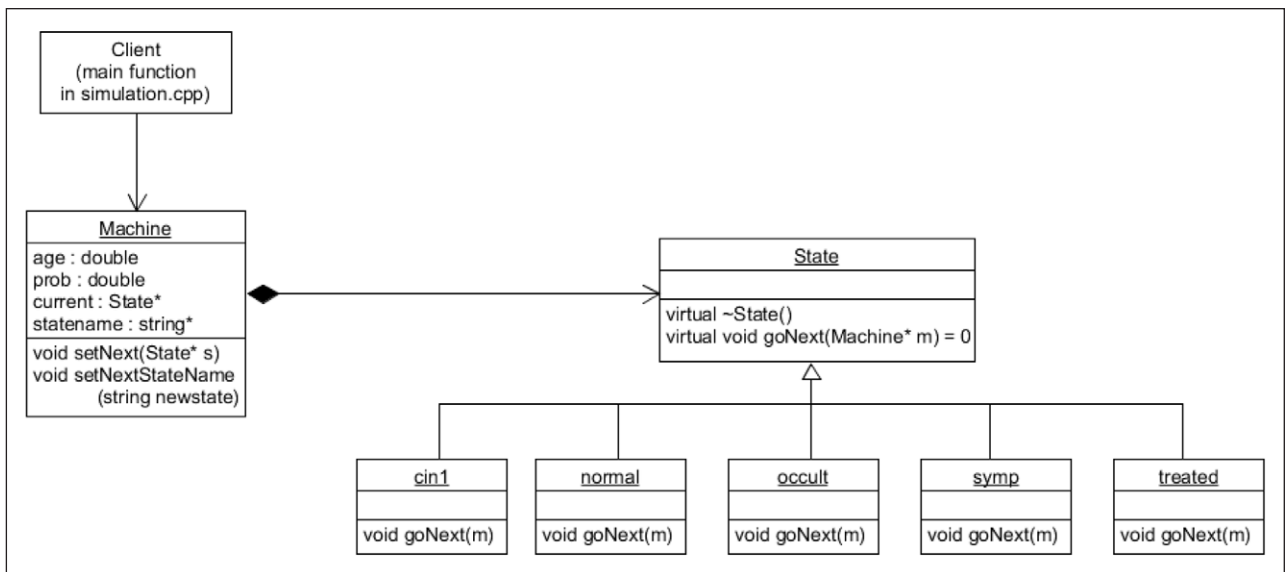 Client
(main function
in simulation.cpp)
Machine
age : double
prob : double
current : State*
statename : string*
void setNext(State* s)
void setNextStateName
(string newstate)
State
virtual ~State()
virtual void goNext(Machine* m) = 0
cin1
void goNext(m)
normal
void goNext(m)
occult
void goNext(m)
symp
void goNext(m)
treated
void goNext(m)